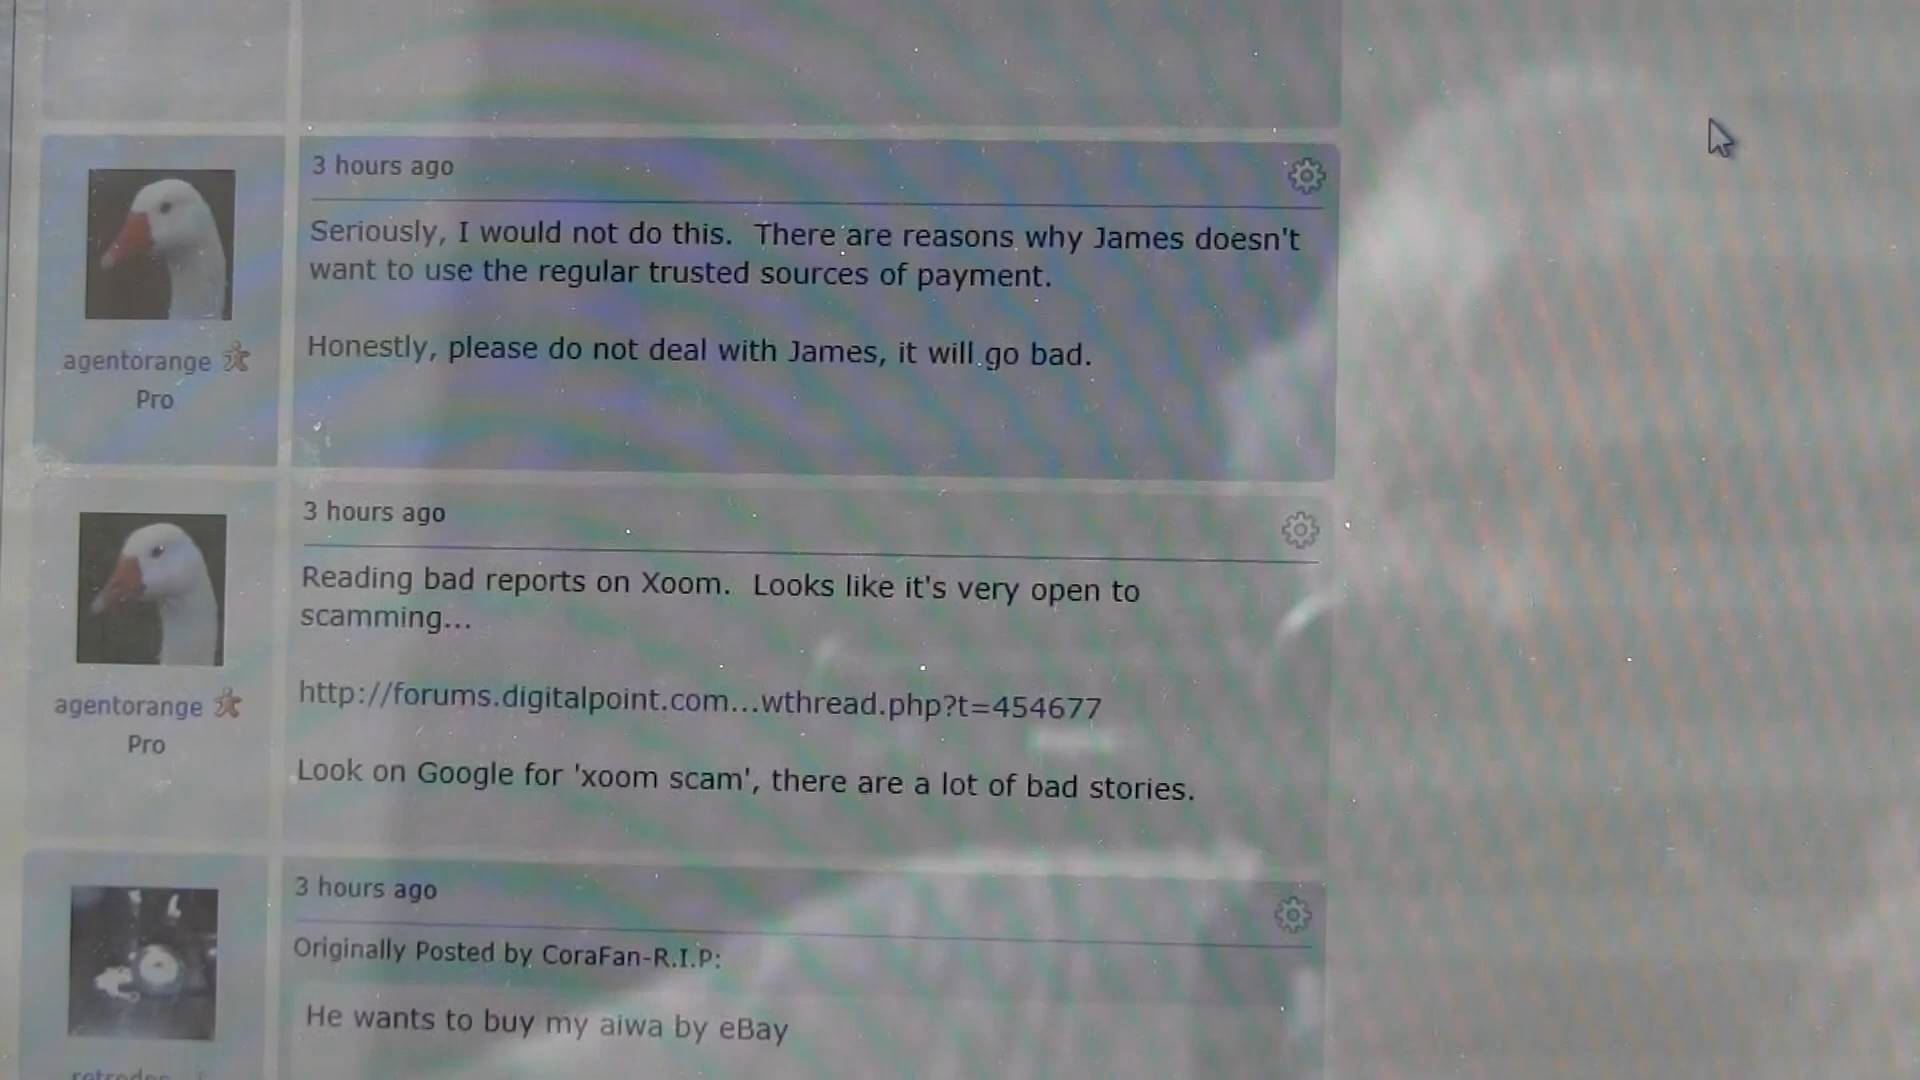 3 hours ago
Seriously, I would not do this.  There are reasons why James doesn't
want to use the regular trusted sources of payment.
Honestly, please do not deal with James, it will go bad.
agentorange
Pro
3 hours ago
Reading bad reports on Xoom.  Looks like it's very open to
scamming...
http://forums.digitalpoint.com...wthread.php?t=454677
Look on Google for 'xoom scam', there are a lot of bad stories.
agentorange
Pro
3 hours ago
Originally Posted by CoraFan-R.I.P:
He wants to buy my aiwa by eBay